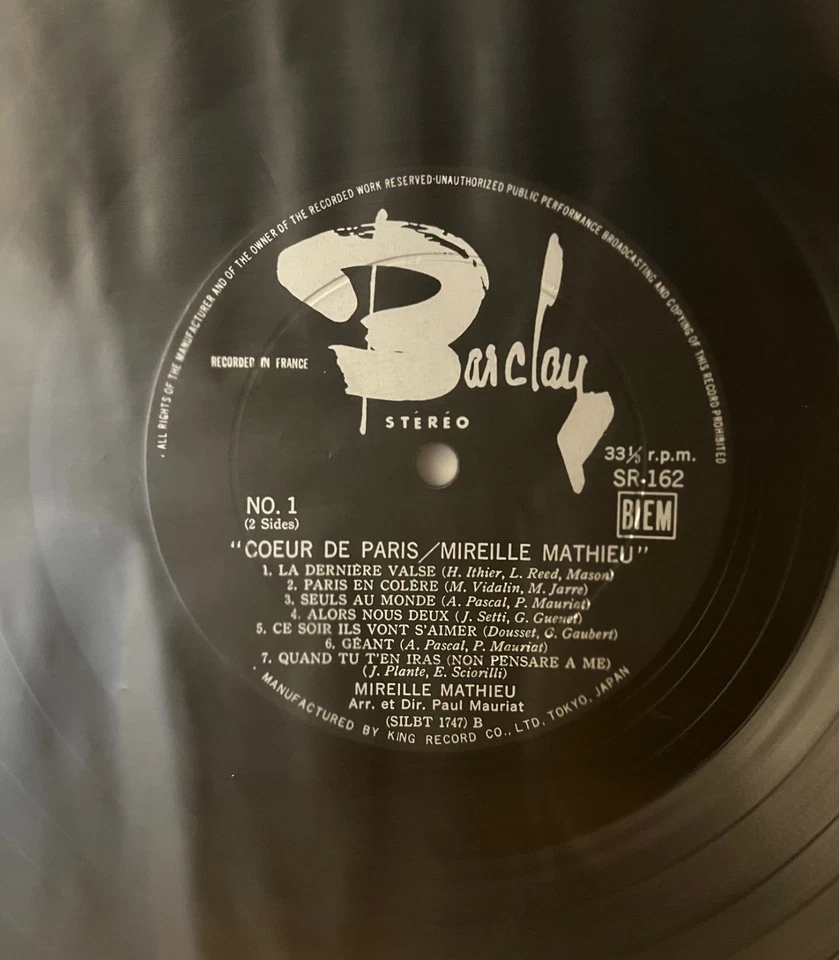 · ALL RIGHTS OF THE MANUFACTURER AND OF THE OWNER OF THE RECORDED WORK RESERVED-UNAUTHORIZED PUBLIC PERFORMANCE BROADCASTING AND COPYING OF THIS RECORD PROHIBITED
Barclay
RECORDED IN FRANCE
STÉRÉO
33⅓ r.p.m.
SR·162
BIEM
NO. 1
(2 Sides)
"COEUR DE PARIS/MIREILLE MATHIEU"
1. LA DERNIÈRE VALSE (H. Ithier, L. Reed, Mason)
2. PARIS EN COLÈRE (M. Vidalin, M. Jarre)
3. SEULS AU MONDE (A. Pascal, P. Mauriat)
4. ALORS NOUS DEUX (J. Setti, G. Guenet)
5. CE SOIR ILS VONT S'AIMER (Dousset, C. Gaubert)
6. GÉANT (A. Pascal, P. Mauriat)
7. QUAND TU T'EN IRAS (NON PENSARE A ME)
(J. Plante, E. Sciorilli)
MIREILLE MATHIEU
Arr. et Dir. Paul Mauriat
(SILBT 1747) B
· MANUFACTURED BY KING RECORD CO., LTD, TOKYO, JAPAN